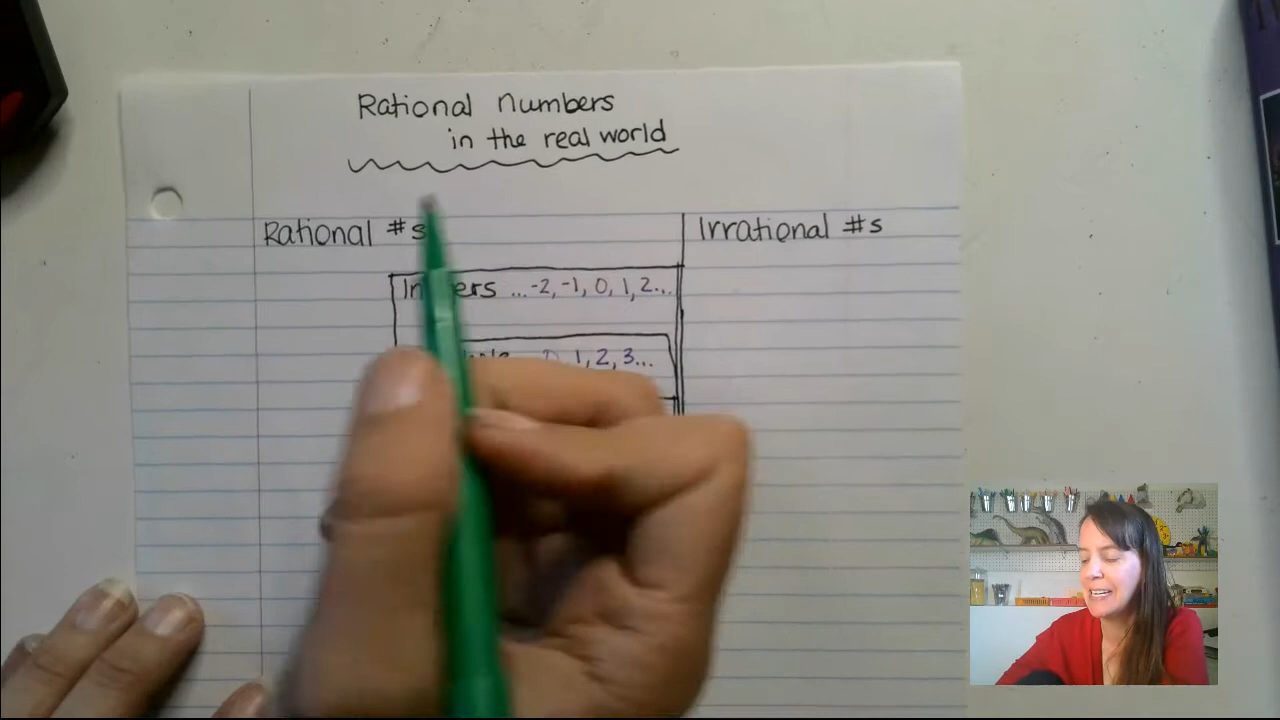 Rational numbers
in the real world
Rational #s
Irrational #s
...-2, -1, 0, 1, 2...
1, 2, 3...